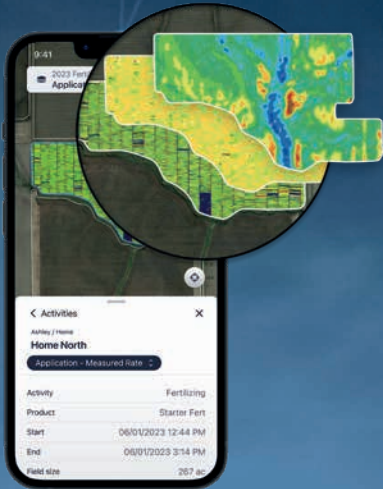 9:41
2023 Fert
Applica
Activities
Ashley / Home
Home North
Application - Measured Rate
Activity Fertilizing
Product Starter Fert
Start 06/01/2023 12:44 PM
End 06/01/2023 3:14 PM
Field size 267 ac